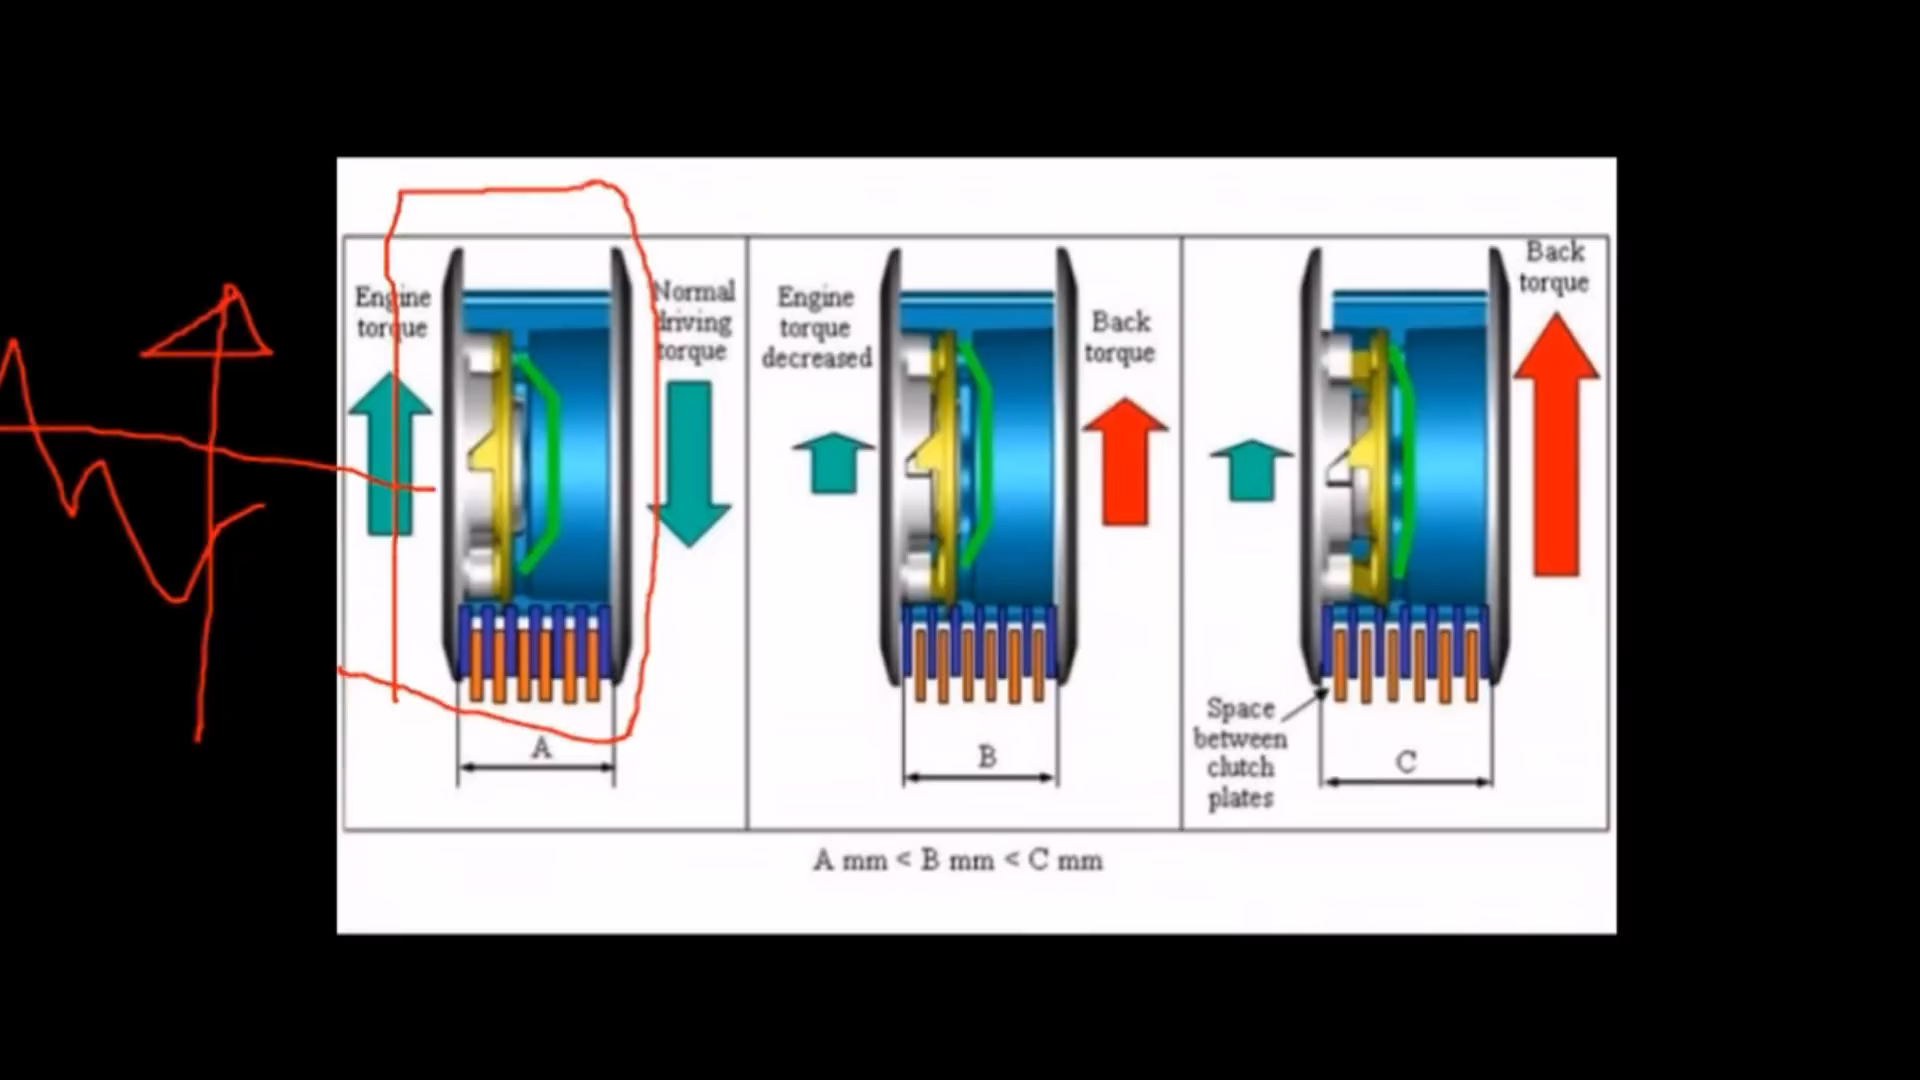 Engine
torque
Normal
driving
torque
A
Engine
torque
decreased
Back
torque
B
Back
torque
Space
between
clutch
plates
C
A mm < B mm < C mm